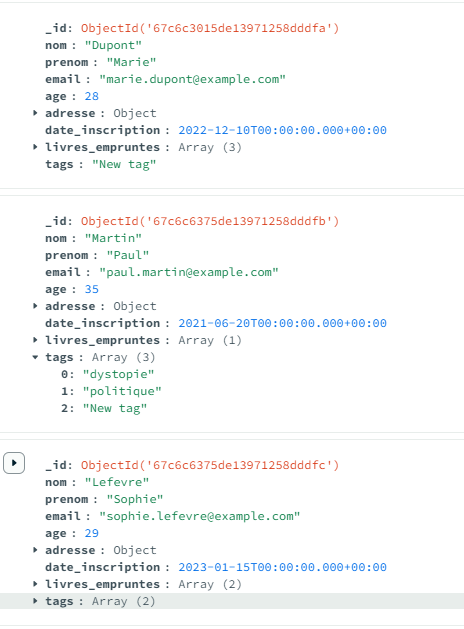 _id: ObjectId('67c6c3015de13971258dddfa')
nom : "Dupont"
prenom : "Marie"
email : "marie.dupont@example.com"
age : 28
adresse : Object
date_inscription : 2022-12-10T00:00:00.000+00:00
livres_empruntes : Array (3)
tags : "New tag"
_id: ObjectId('67c6c6375de13971258dddfb')
nom : "Martin"
prenom : "Paul"
email : "paul.martin@example.com"
age : 35
adresse : Object
date_inscription : 2021-06-20T00:00:00.000+00:00
livres_empruntes : Array (1)
tags : Array (3)
0: "dystopie"
1: "politique"
2: "New tag"
_id: ObjectId('67c6c6375de13971258dddfc')
nom : "Lefevre"
prenom : "Sophie"
email : "sophie.lefevre@example.com"
age : 29
adresse : Object
date_inscription : 2023-01-15T00:00:00.000+00:00
livres_empruntes : Array (2)
tags : Array (2)